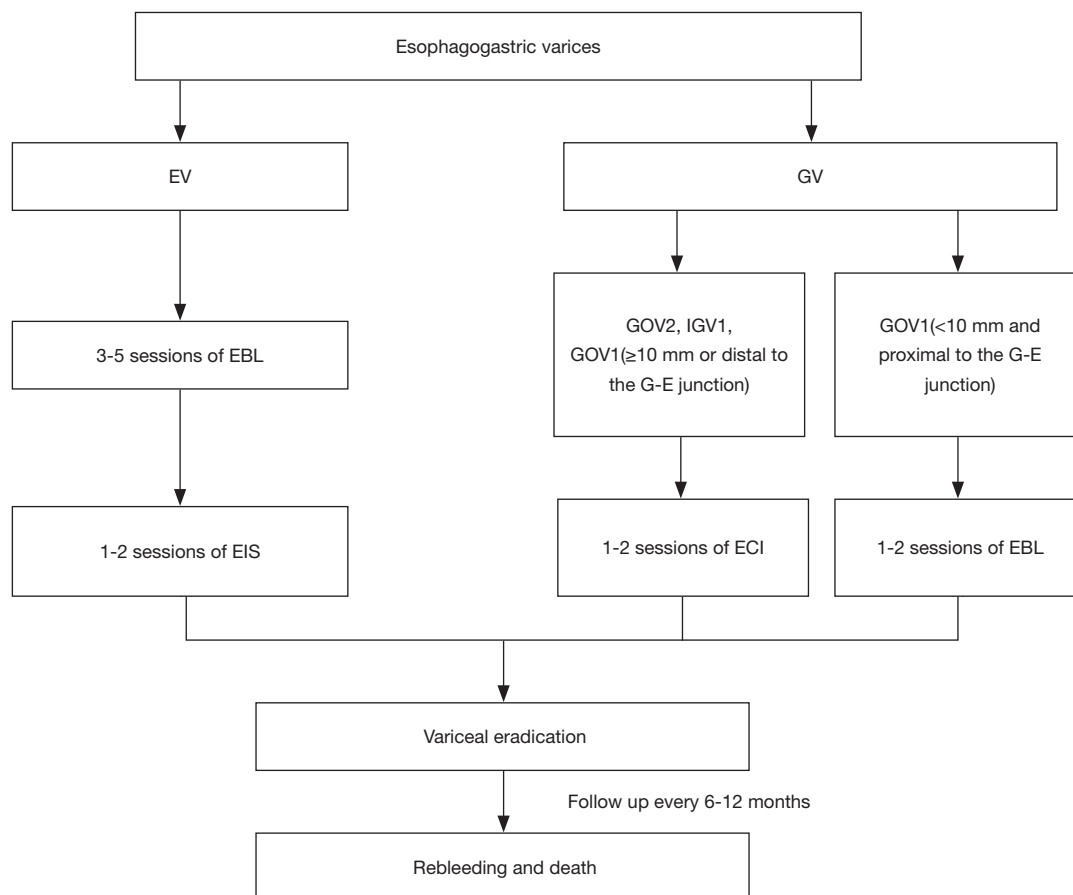 Esophagogastric varices
EV
GV
3-5 sessions of EBL
GOV2, IGV1,
GOV1(≥10 mm or distal to
the G-E junction)
GOV1(<10 mm and
proximal to the G-E
junction)
1-2 sessions of EIS
1-2 sessions of ECI
1-2 sessions of EBL
Variceal eradication
Follow up every 6-12 months
Rebleeding and death